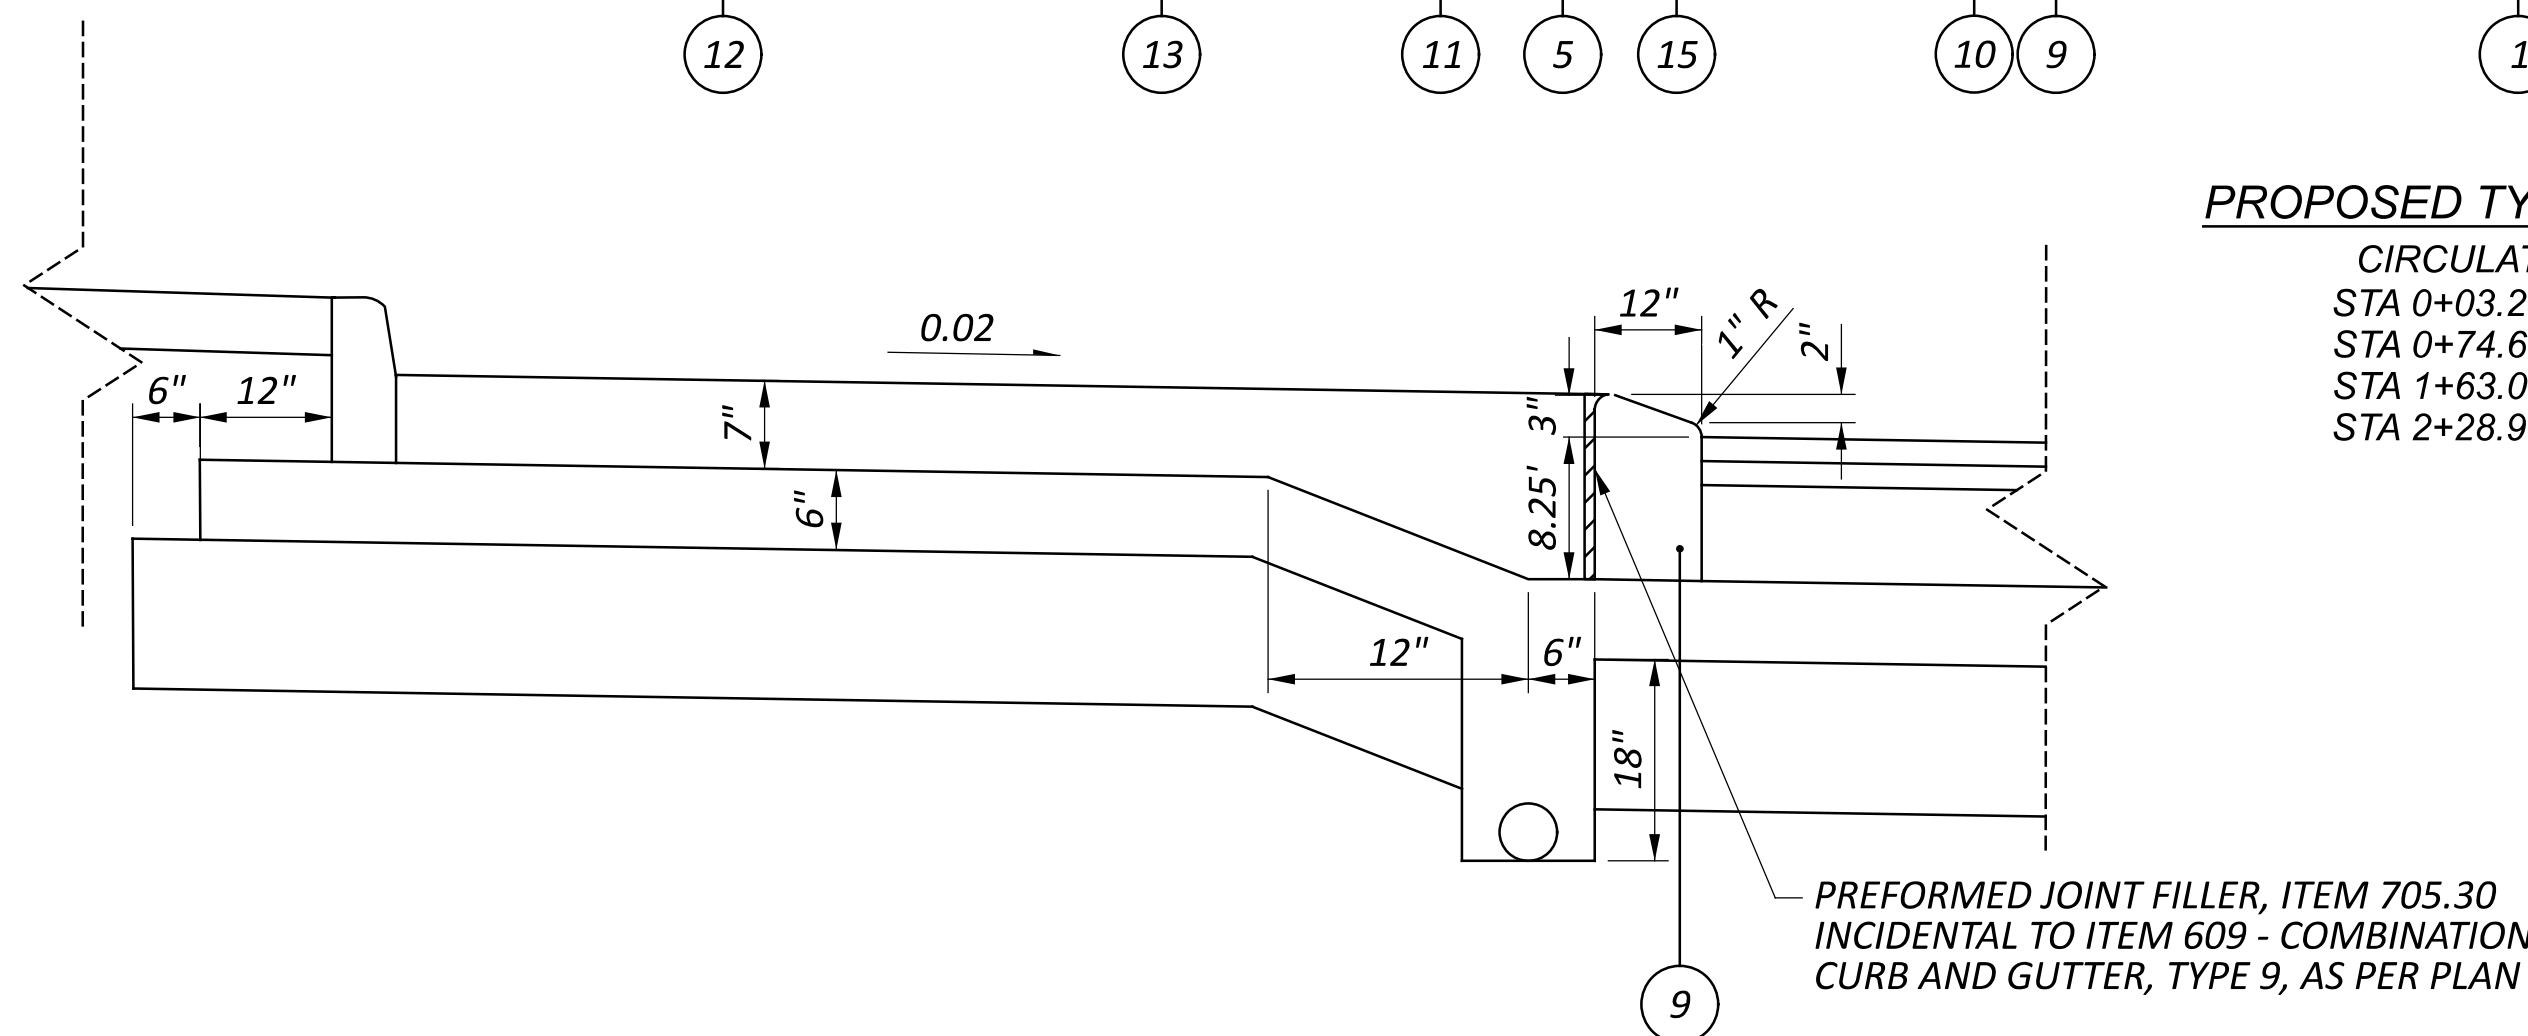 12
13
11
5
15
10
9
1
PROPOSED TY
CIRCULAT
STA 0+03.2
STA 0+74.6
STA 1+63.0
STA 2+28.9
0.02
12"
1" R
2"
6"
12"
7"
3"
6"
8.25'
12"
6"
18"
PREFORMED JOINT FILLER, ITEM 705.30
INCIDENTAL TO ITEM 609 - COMBINATION
CURB AND GUTTER, TYPE 9, AS PER PLAN
9